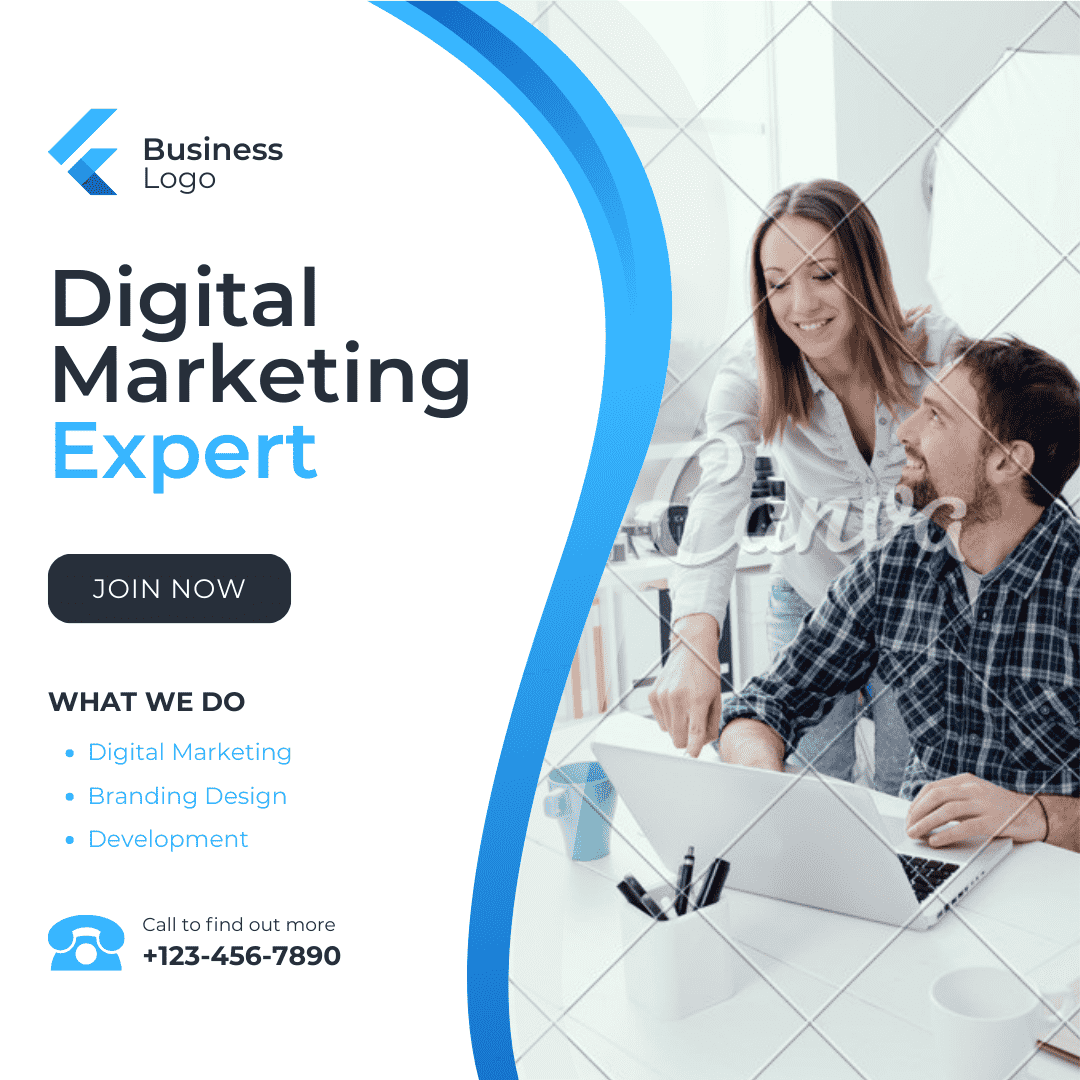 Business
Logo
Digital
Marketing
Expert
JOIN NOW
WHAT WE DO
• Digital Marketing
• Branding Design
• Development
Call to find out more
+123-456-7890
Canva